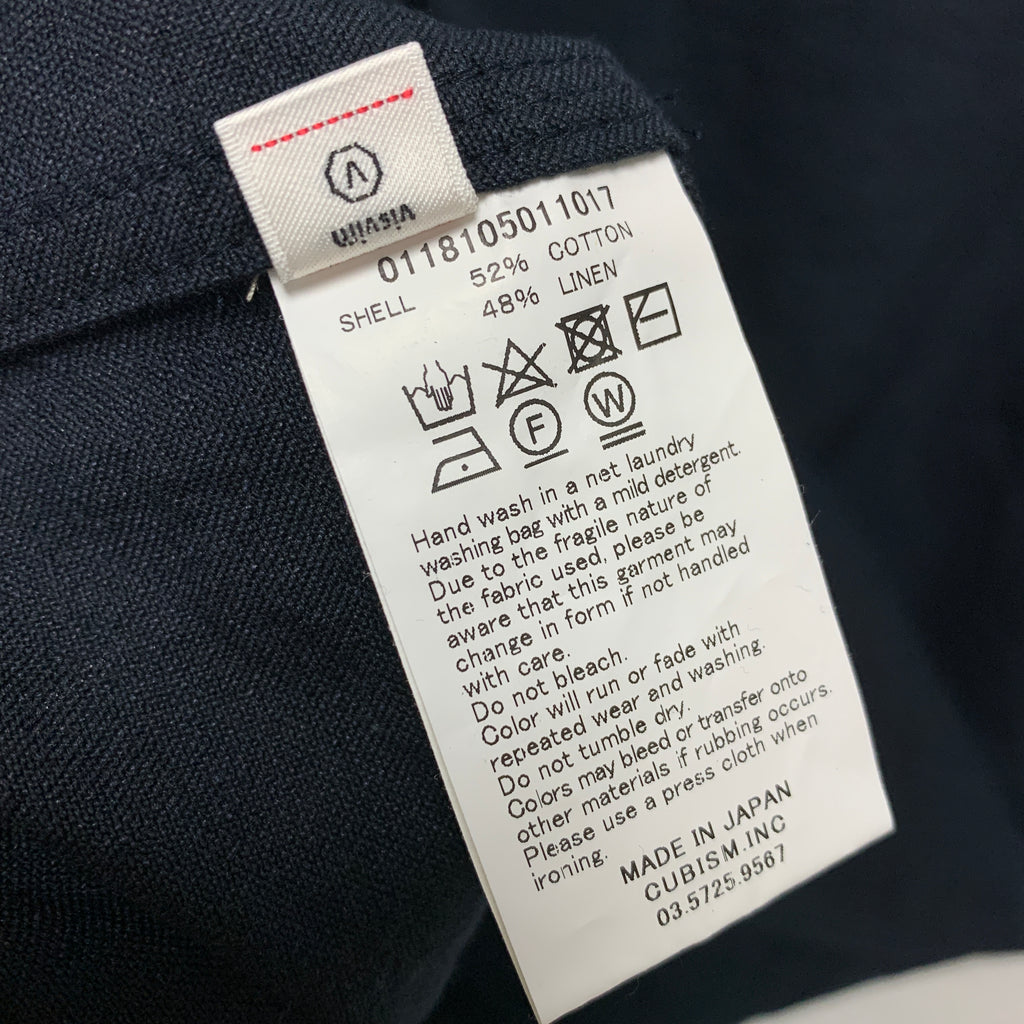 visvim
0118105011017
SHELL 52% COTTON
48% LINEN
F W
Hand wash in a net laundry
washing bag with a mild detergent.
Due to the fragile nature of
the fabric used, please be
aware that this garment may
change in form if not handled
with care.
Do not bleach.
Color will run or fade with
repeated wear and washing.
Do not tumble dry.
Colors may bleed or transfer onto
other materials if rubbing occurs.
Please use a press cloth when
ironing.
MADE IN JAPAN
CUBISM.INC
03.5725.9567